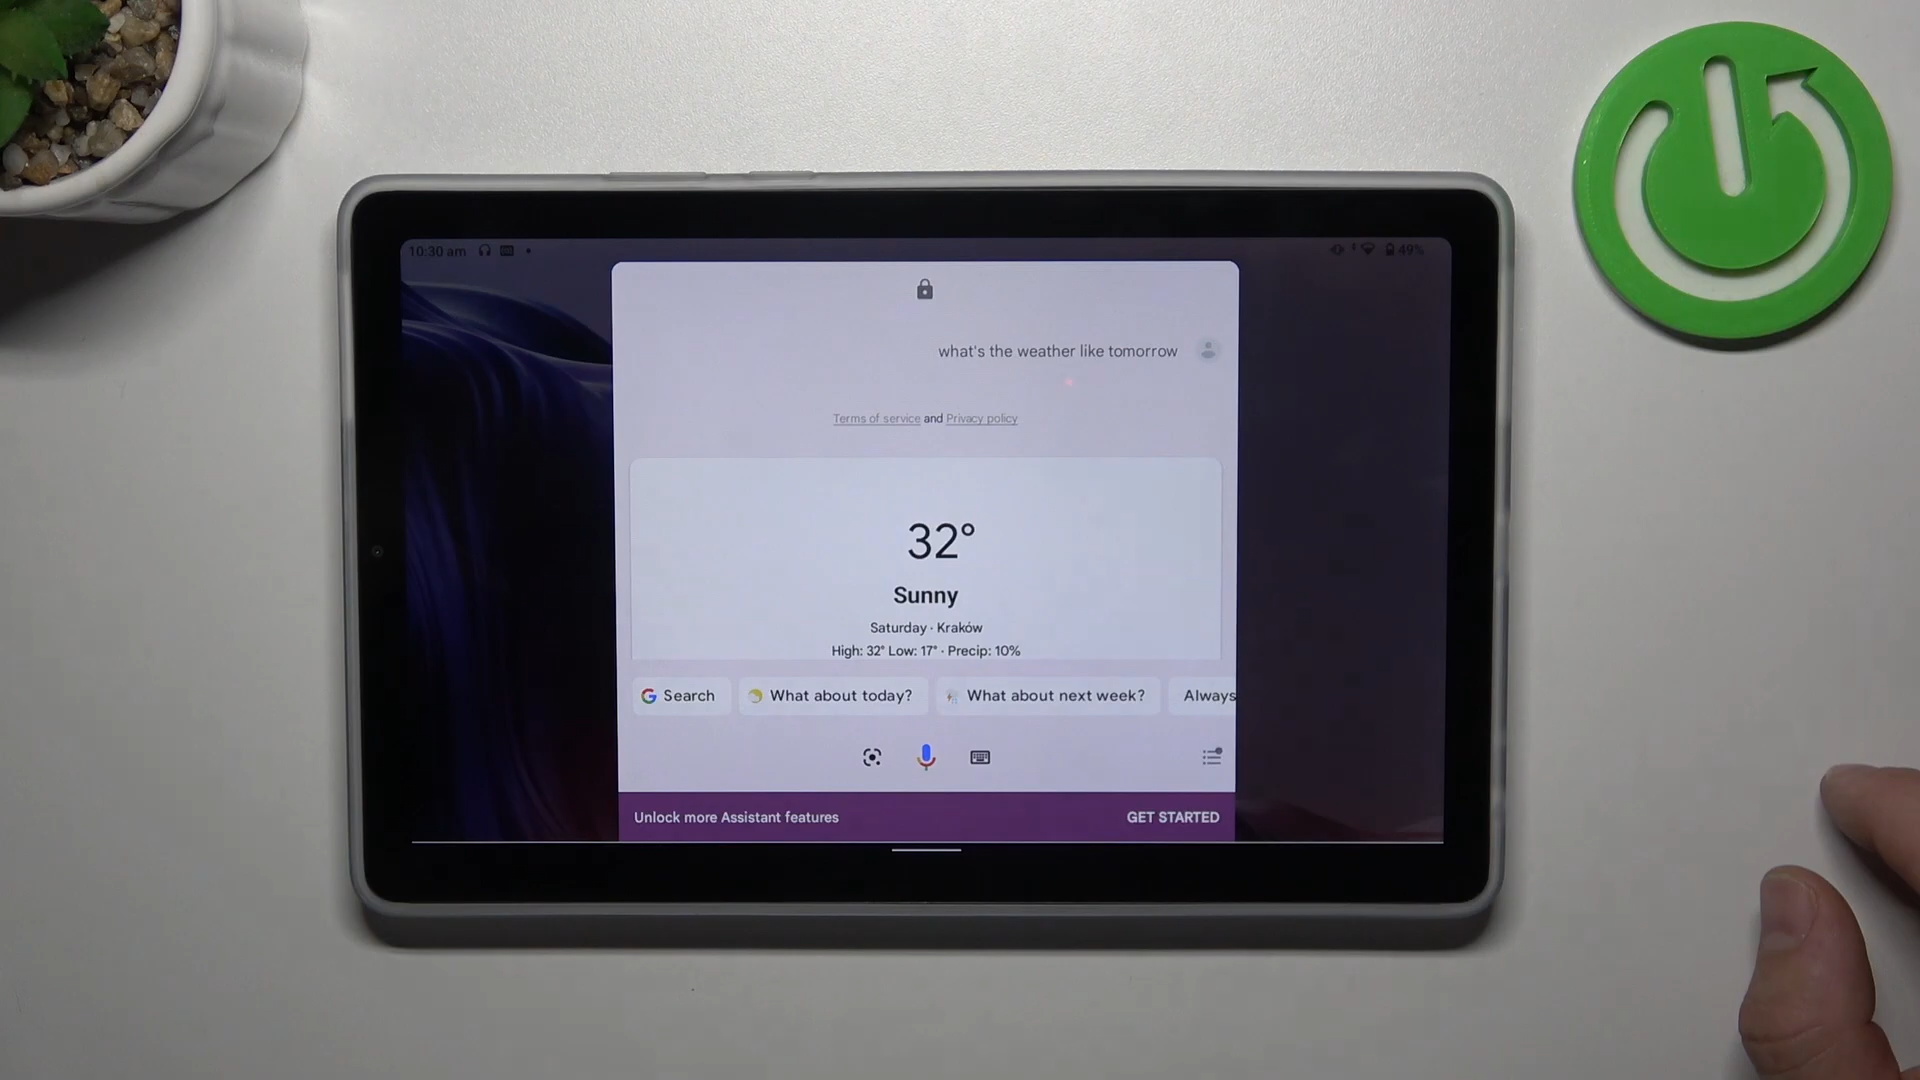 10:30 am
49%
what's the weather like tomorrow
Terms of service and Privacy policy
32°
Sunny
Saturday · Kraków
High: 32° Low: 17° · Precip: 10%
Search
What about today?
What about next week?
Always
Unlock more Assistant features
GET STARTED